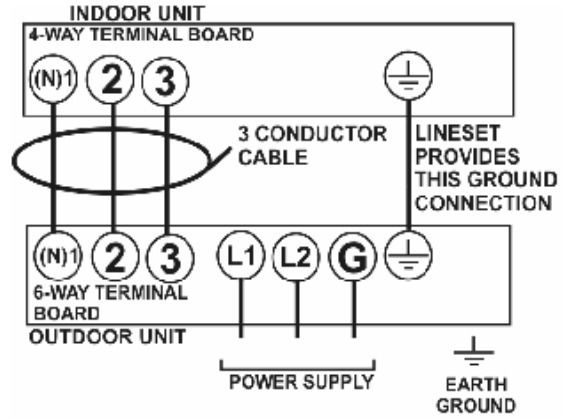 INDOOR UNIT
4-WAY TERMINAL BOARD
(N)1 2 3
3 CONDUCTOR
CABLE
LINESET
PROVIDES
THIS GROUND
CONNECTION
(N)1 2 3 L1 L2 G
6-WAY TERMINAL
BOARD
OUTDOOR UNIT
POWER SUPPLY
EARTH
GROUND